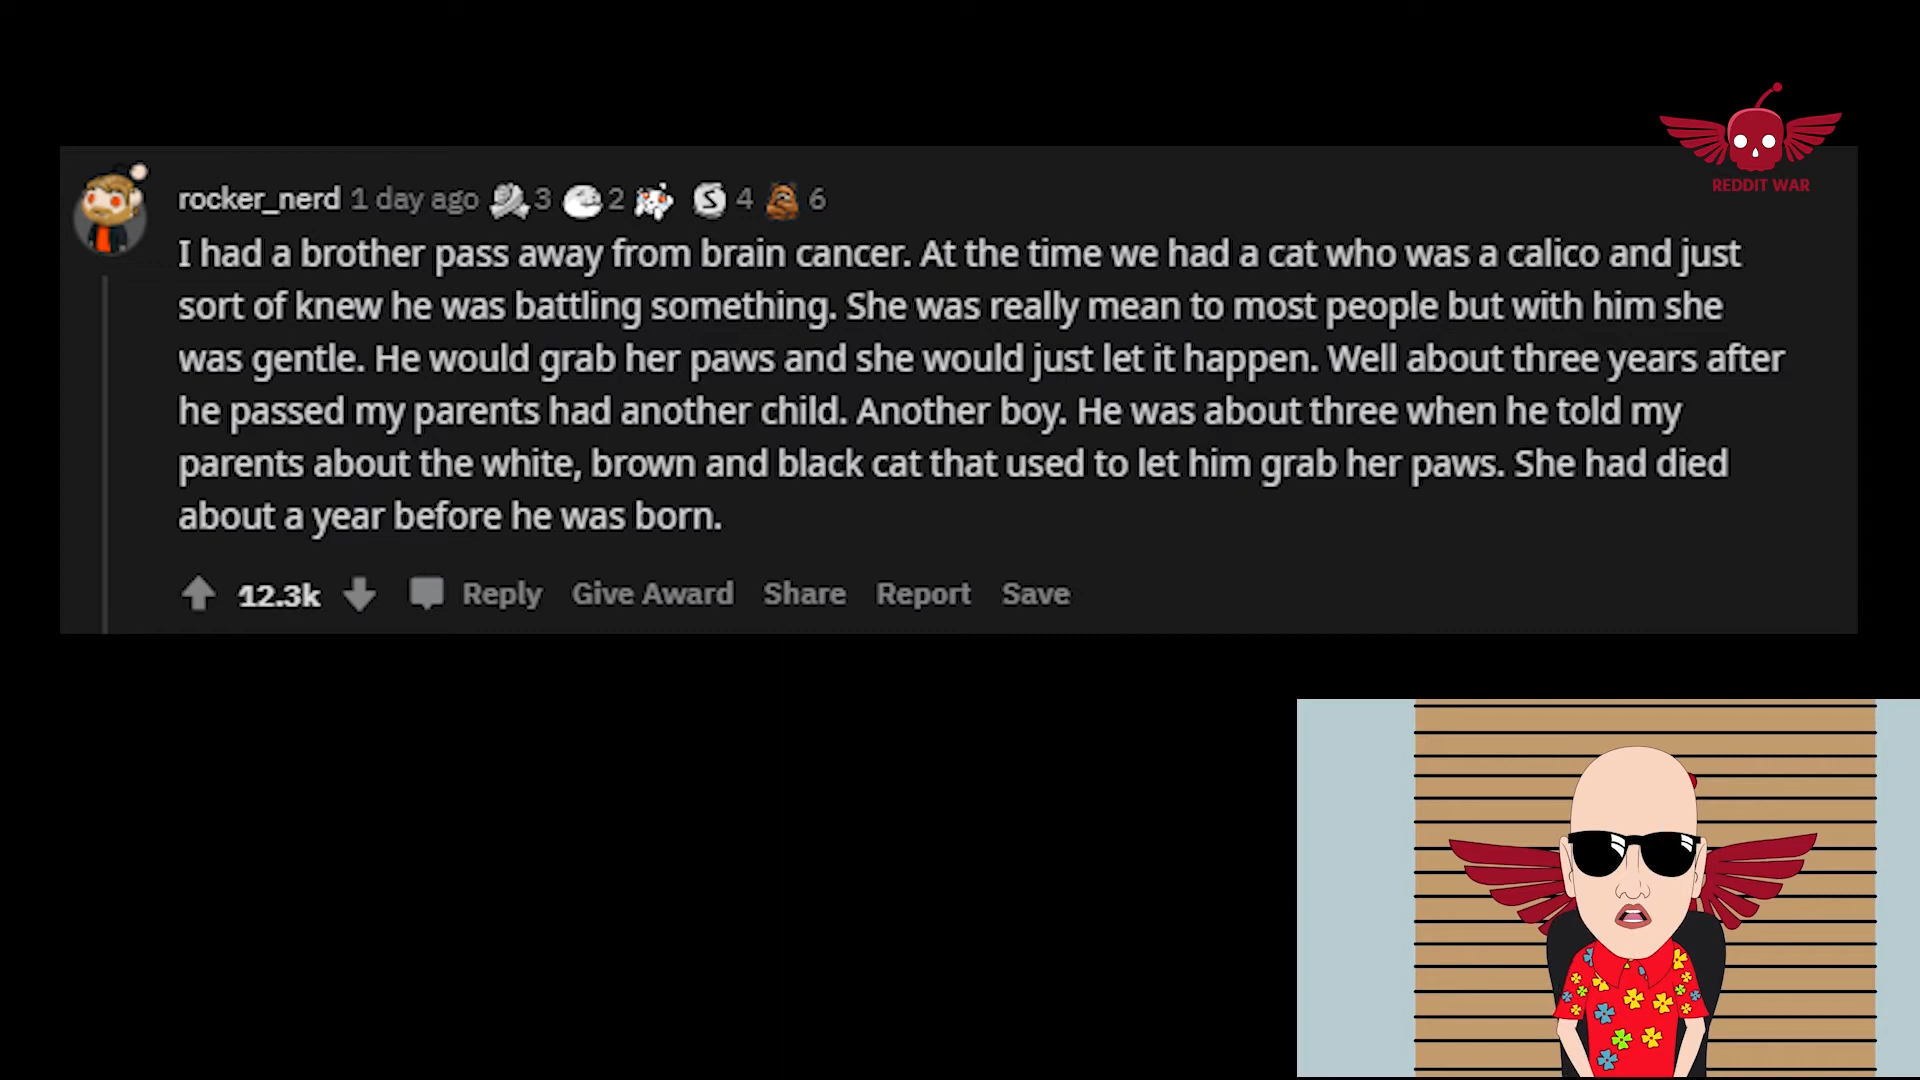 REDDIT WAR
rocker_nerd 1 day ago 3 2 4 6
I had a brother pass away from brain cancer. At the time we had a cat who was a calico and just
sort of knew he was battling something. She was really mean to most people but with him she
was gentle. He would grab her paws and she would just let it happen. Well about three years after
he passed my parents had another child. Another boy. He was about three when he told my
parents about the white, brown and black cat that used to let him grab her paws. She had died
about a year before he was born.
12.3k Reply Give Award Share Report Save